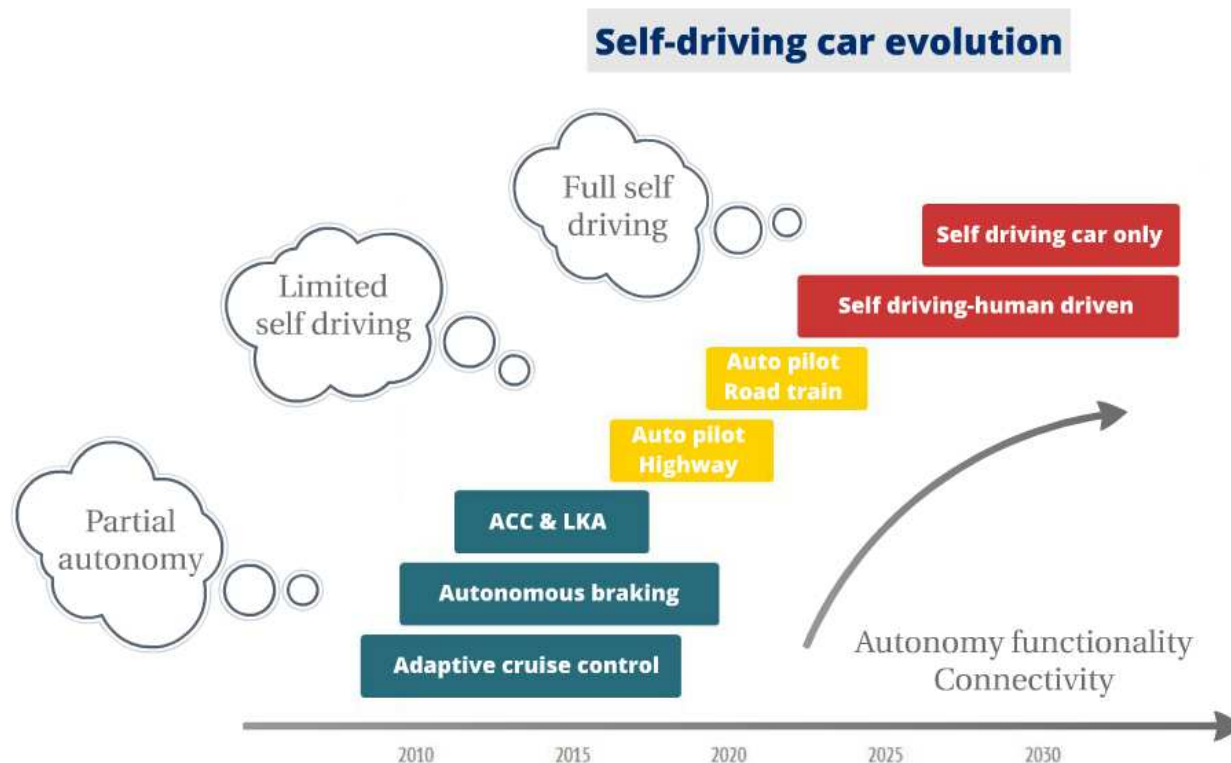 Self-driving car evolution
Full self
driving
Self driving car only
Limited
self driving
Self driving-human driven
Auto pilot
Road train
Auto pilot
Highway
Partial
autonomy
ACC & LKA
Autonomous braking
Adaptive cruise control
Autonomy functionality
Connectivity
2010 2015 2020 2025 2030